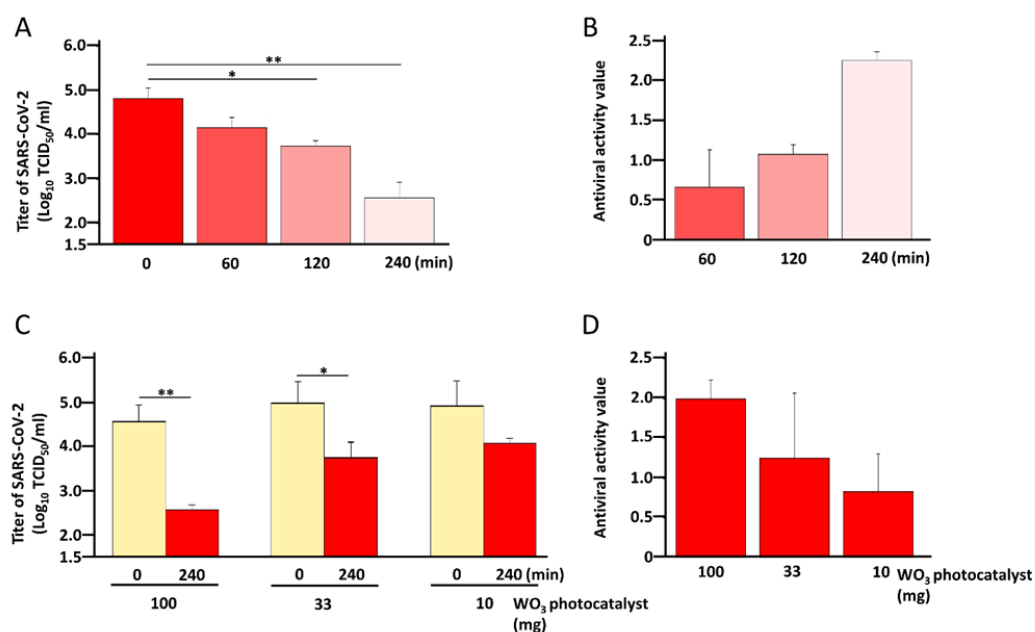 A
Titer of SARS-CoV-2
(Log₁₀ TCID₅₀/ml)
6.0
5.0
4.0
3.0
2.0
1.5
**
*
0 60 120 240 (min)
B
Antiviral activity value
2.5
2.0
1.5
1.0
0.5
0
60 120 240 (min)
C
Titer of SARS-CoV-2
(Log₁₀ TCID₅₀/ml)
6.0
5.0
4.0
3.0
2.0
1.5
**
*
0 240 0 240 0 240 (min)
100 33 10 WO₃ photocatalyst
(mg)
D
Antiviral activity value
2.5
2.0
1.5
1.0
0.5
0
100 33 10 WO₃ photocatalyst
(mg)